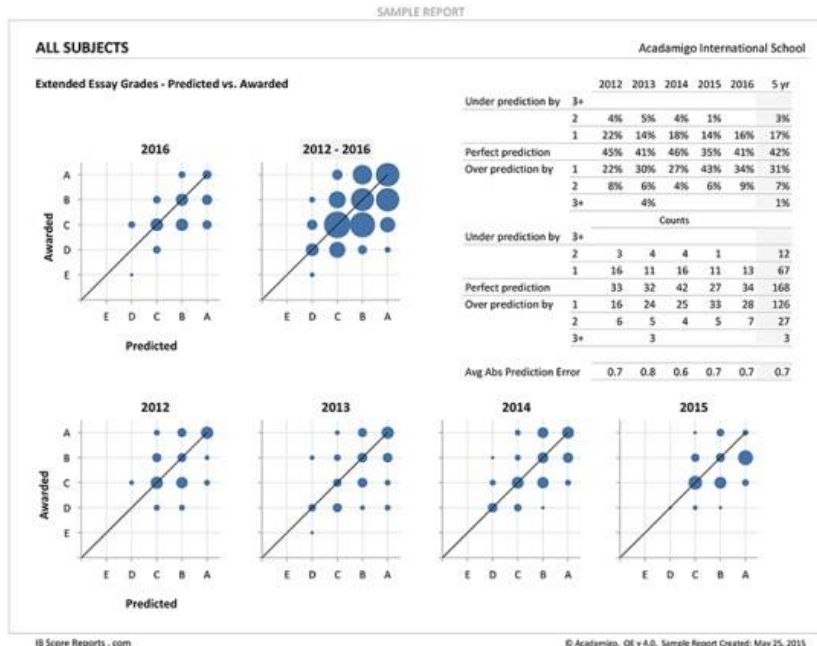 SAMPLE REPORT
ALL SUBJECTS
Acadamigo International School
Extended Essay Grades - Predicted vs. Awarded
2012 2013 2014 2015 2016 5 yr
Under prediction by 3+
2 4% 5% 4% 1% 3%
1 22% 14% 18% 14% 16% 17%
Perfect prediction 45% 41% 46% 35% 41% 42%
Over prediction by 1 22% 30% 27% 43% 34% 31%
2 8% 6% 4% 6% 9% 7%
3+ 4% 1%
Counts
Under prediction by 3+
2 3 4 4 1 12
1 16 11 16 11 13 67
Perfect prediction 33 32 42 27 34 168
Over prediction by 1 16 24 25 33 28 126
2 6 5 4 5 7 27
3+ 3 3
Avg Abs Prediction Error 0.7 0.8 0.6 0.7 0.7 0.7
2016
Awarded
A
B
C
D
E
E D C B A
Predicted
2012 - 2016
E D C B A
2012
Awarded
A
B
C
D
E
E D C B A
Predicted
2013
E D C B A
2014
E D C B A
2015
E D C B A
IB Score Reports . com
© Acadamigo, OE v 4.0, Sample Report Created: May 25, 2015